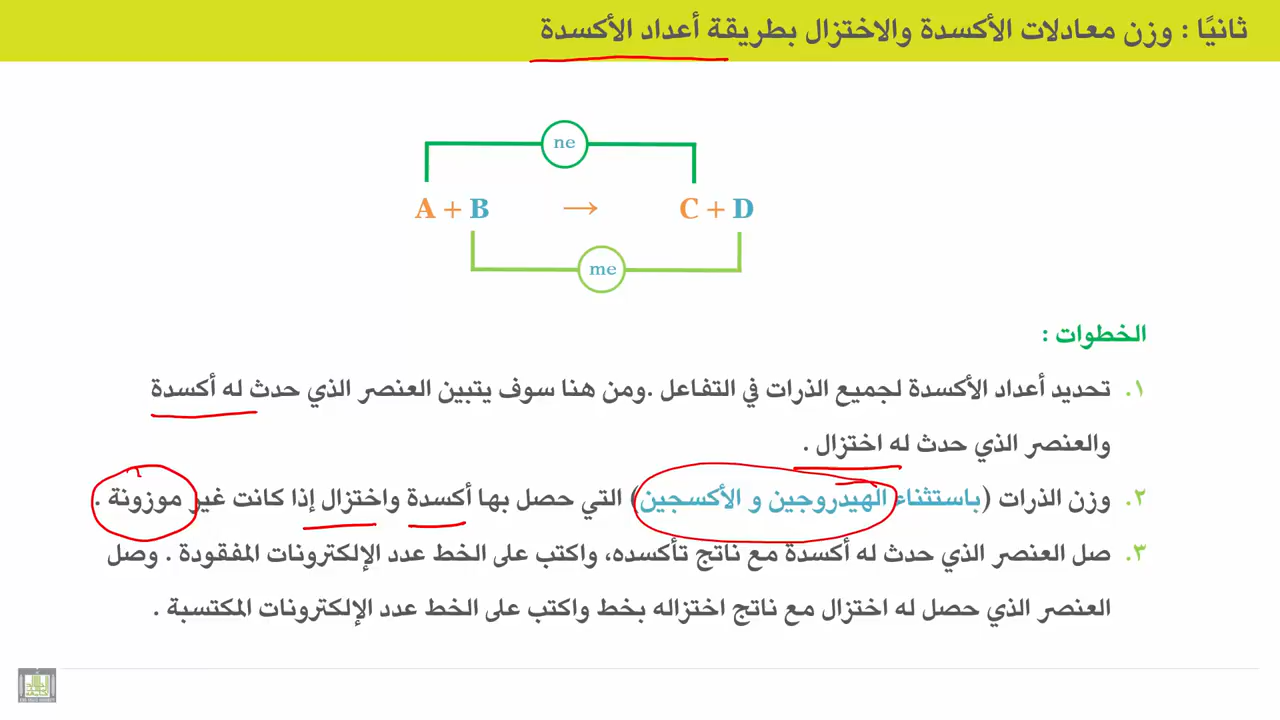 ثانيًا : وزن معادلات الأكسدة والاختزال بطريقة أعداد الأكسدة
ne
A + B → C + D
me
الخطوات :
١. تحديد أعداد الأكسدة لجميع الذرات في التفاعل .ومن هنا سوف يتبين العنصر الذي حدث له أكسدة
والعنصر الذي حدث له اختزال .
٢. وزن الذرات (باستثناء الهيدروجين و الأكسجين) التي حصل بها أكسدة واختزال إذا كانت غير موزونة .
٣. صل العنصر الذي حدث له أكسدة مع ناتج تأكسده، واكتب على الخط عدد الإلكترونات المفقودة . وصل
العنصر الذي حصل له اختزال مع ناتج اختزاله بخط واكتب على الخط عدد الإلكترونات المكتسبة .